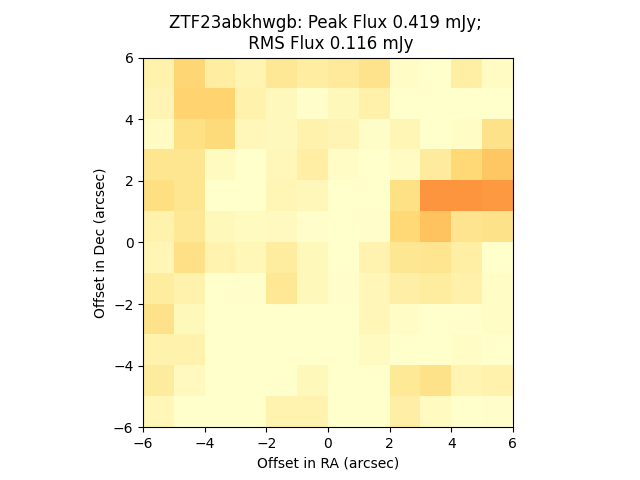 ZTF23abkhwgb: Peak Flux 0.419 mJy;
RMS Flux 0.116 mJy
6
4
2
0
−2
−4
−6
Offset in Dec (arcsec)
−6 −4 −2 0 2 4 6
Offset in RA (arcsec)